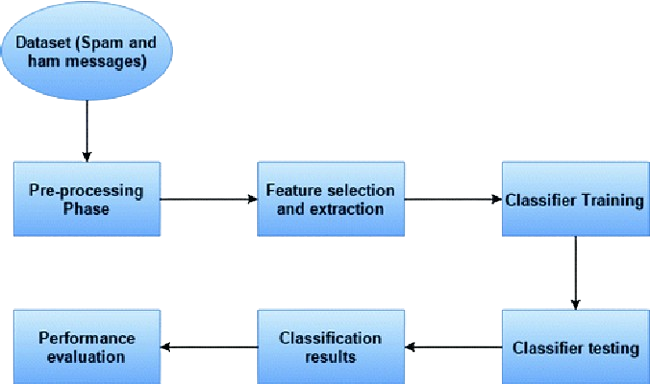 Dataset (Spam and
ham messages)
Pre-processing
Phase
Feature selection
and extraction
Classifier Training
Performance
evaluation
Classification
results
Classifier testing